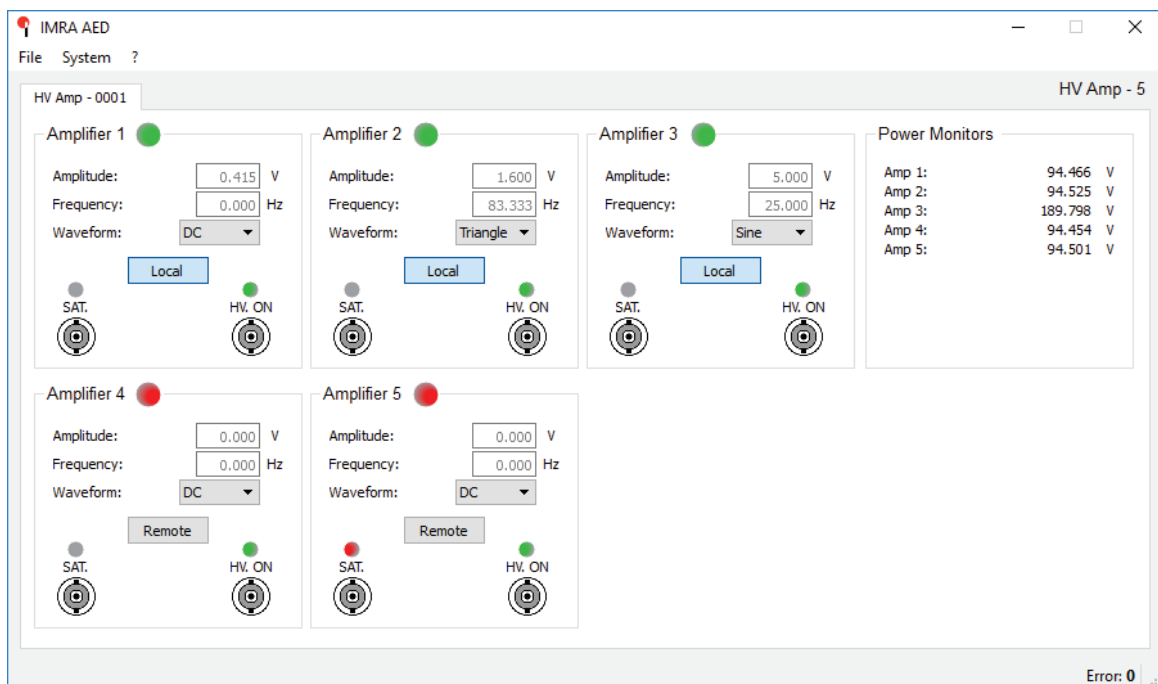 IMRA AED
File System ?
HV Amp - 0001
HV Amp - 5
Amplifier 1
Amplitude: 0.415 V
Frequency: 0.000 Hz
Waveform: DC
Local
SAT. HV. ON
Amplifier 2
Amplitude: 1.600 V
Frequency: 83.333 Hz
Waveform: Triangle
Local
SAT. HV. ON
Amplifier 3
Amplitude: 5.000 V
Frequency: 25.000 Hz
Waveform: Sine
Local
SAT. HV. ON
Power Monitors
Amp 1: 94.466 V
Amp 2: 94.525 V
Amp 3: 189.798 V
Amp 4: 94.454 V
Amp 5: 94.501 V
Amplifier 4
Amplitude: 0.000 V
Frequency: 0.000 Hz
Waveform: DC
Remote
SAT. HV. ON
Amplifier 5
Amplitude: 0.000 V
Frequency: 0.000 Hz
Waveform: DC
Remote
SAT. HV. ON
Error: 0